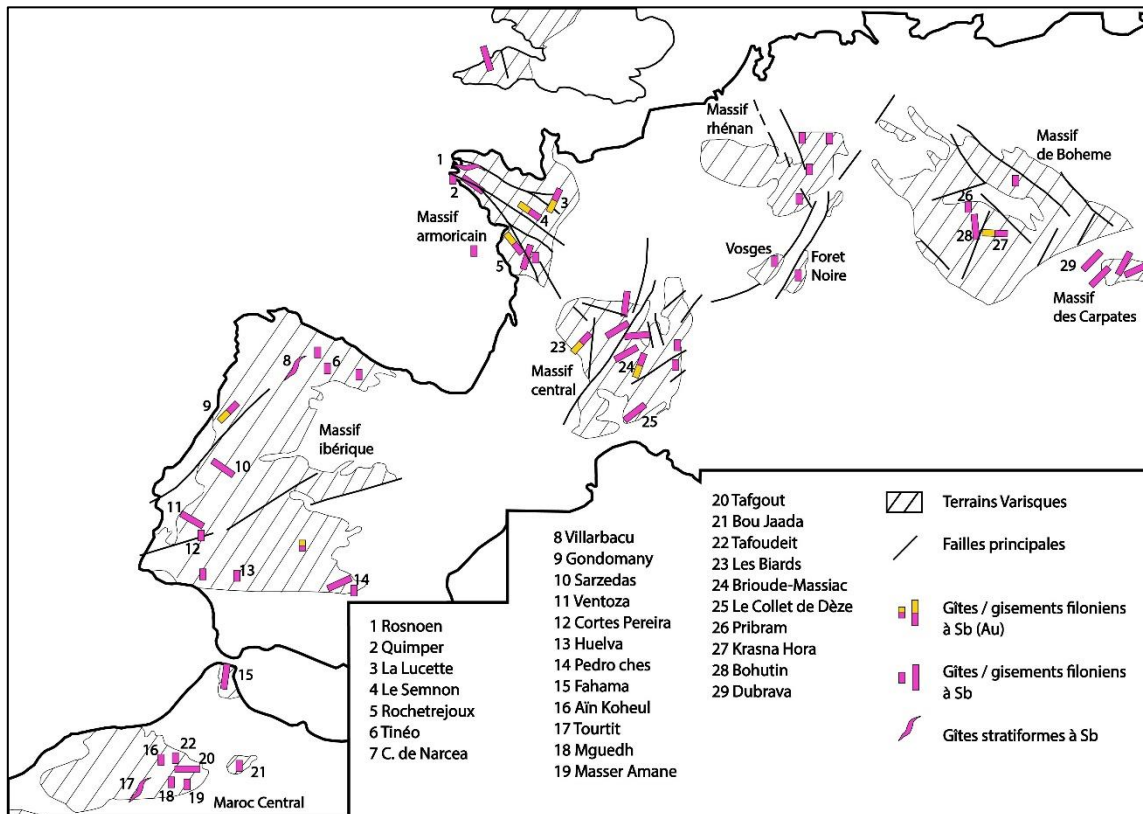 Massif
rhénan
Massif
de Boheme
1
2
3
4
Massif
armoricain
5
26
28
27
29
Vosges
Foret
Noire
Massif
des Carpates
23
24
Massif
central
25
8
6
9
Massif
ibérique
10
11
12
13
14
15
16
22
20
21
17
18
19
Maroc Central
1 Rosnoen
2 Quimper
3 La Lucette
4 Le Semnon
5 Rochetrejoux
6 Tinéo
7 C. de Narcea
8 Villarbacu
9 Gondomany
10 Sarzedas
11 Ventoza
12 Cortes Pereira
13 Huelva
14 Pedro ches
15 Fahama
16 Aïn Koheul
17 Tourtit
18 Mguedh
19 Masser Amane
20 Tafgout
21 Bou Jaada
22 Tafoudeit
23 Les Biards
24 Brioude-Massiac
25 Le Collet de Dèze
26 Pribram
27 Krasna Hora
28 Bohutin
29 Dubrava
Terrains Varisques
Failles principales
Gîtes / gisements filoniens
à Sb (Au)
Gîtes / gisements filoniens
à Sb
Gîtes stratiformes à Sb